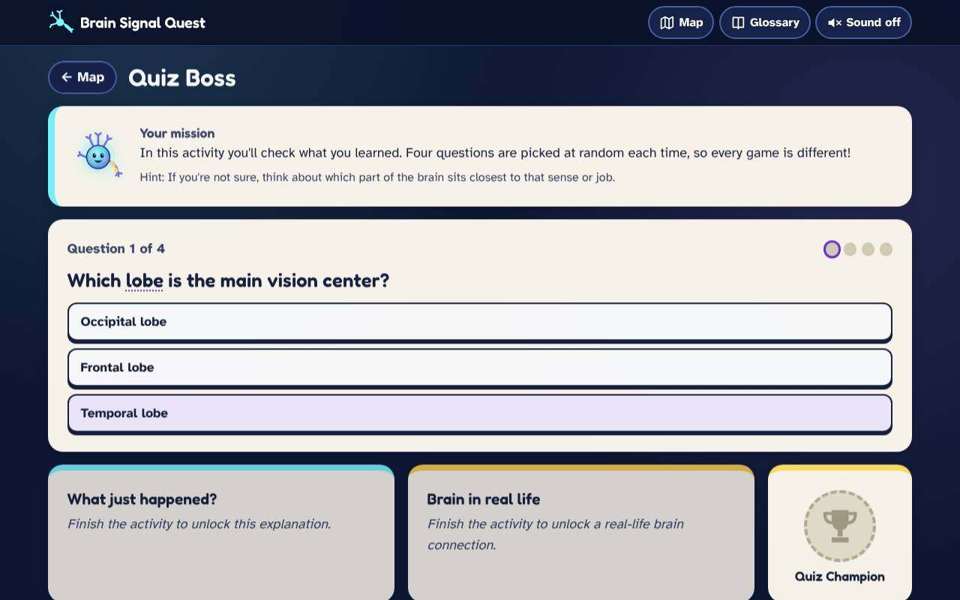 Brain Signal Quest
Map
Glossary
Sound off
Map
Quiz Boss
Your mission
In this activity you'll check what you learned. Four questions are picked at random each time, so every game is different!
Hint: If you're not sure, think about which part of the brain sits closest to that sense or job.
Question 1 of 4
Which lobe is the main vision center?
Occipital lobe
Frontal lobe
Temporal lobe
What just happened?
Finish the activity to unlock this explanation.
Brain in real life
Finish the activity to unlock a real-life brain
connection.
Quiz Champion